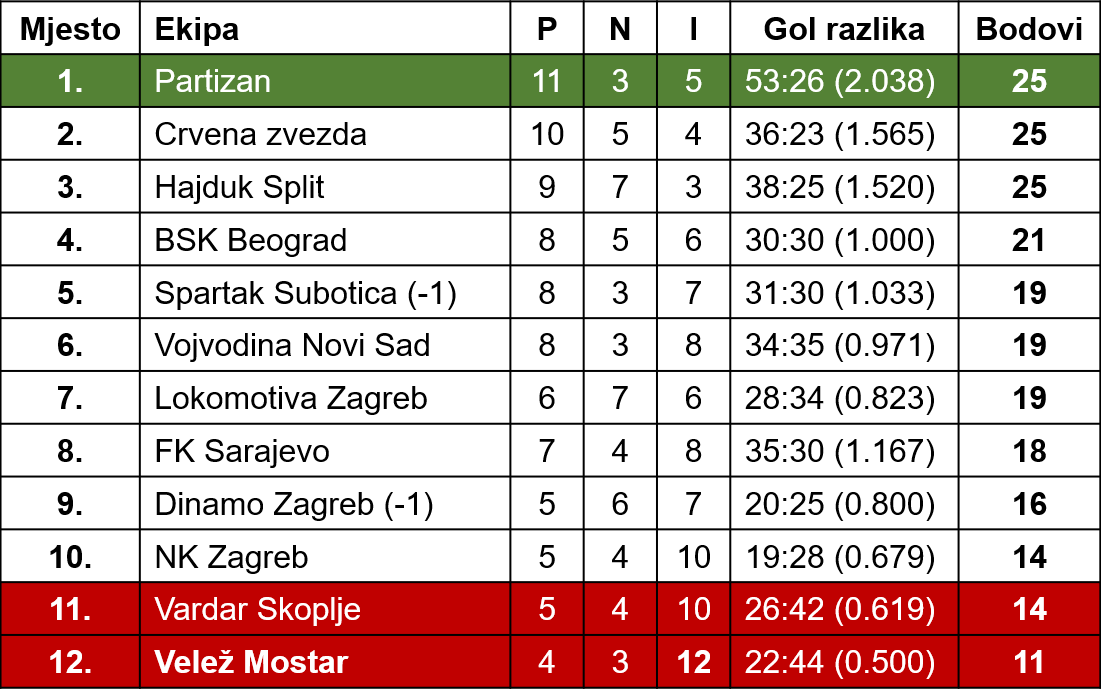 Mjesto Ekipa P N I Gol razlika Bodovi
1. Partizan 11 3 5 53:26 (2.038) 25
2. Crvena zvezda 10 5 4 36:23 (1.565) 25
3. Hajduk Split 9 7 3 38:25 (1.520) 25
4. BSK Beograd 8 5 6 30:30 (1.000) 21
5. Spartak Subotica (-1) 8 3 7 31:30 (1.033) 19
6. Vojvodina Novi Sad 8 3 8 34:35 (0.971) 19
7. Lokomotiva Zagreb 6 7 6 28:34 (0.823) 19
8. FK Sarajevo 7 4 8 35:30 (1.167) 18
9. Dinamo Zagreb (-1) 5 6 7 20:25 (0.800) 16
10. NK Zagreb 5 4 10 19:28 (0.679) 14
11. Vardar Skoplje 5 4 10 26:42 (0.619) 14
12. Velež Mostar 4 3 12 22:44 (0.500) 11